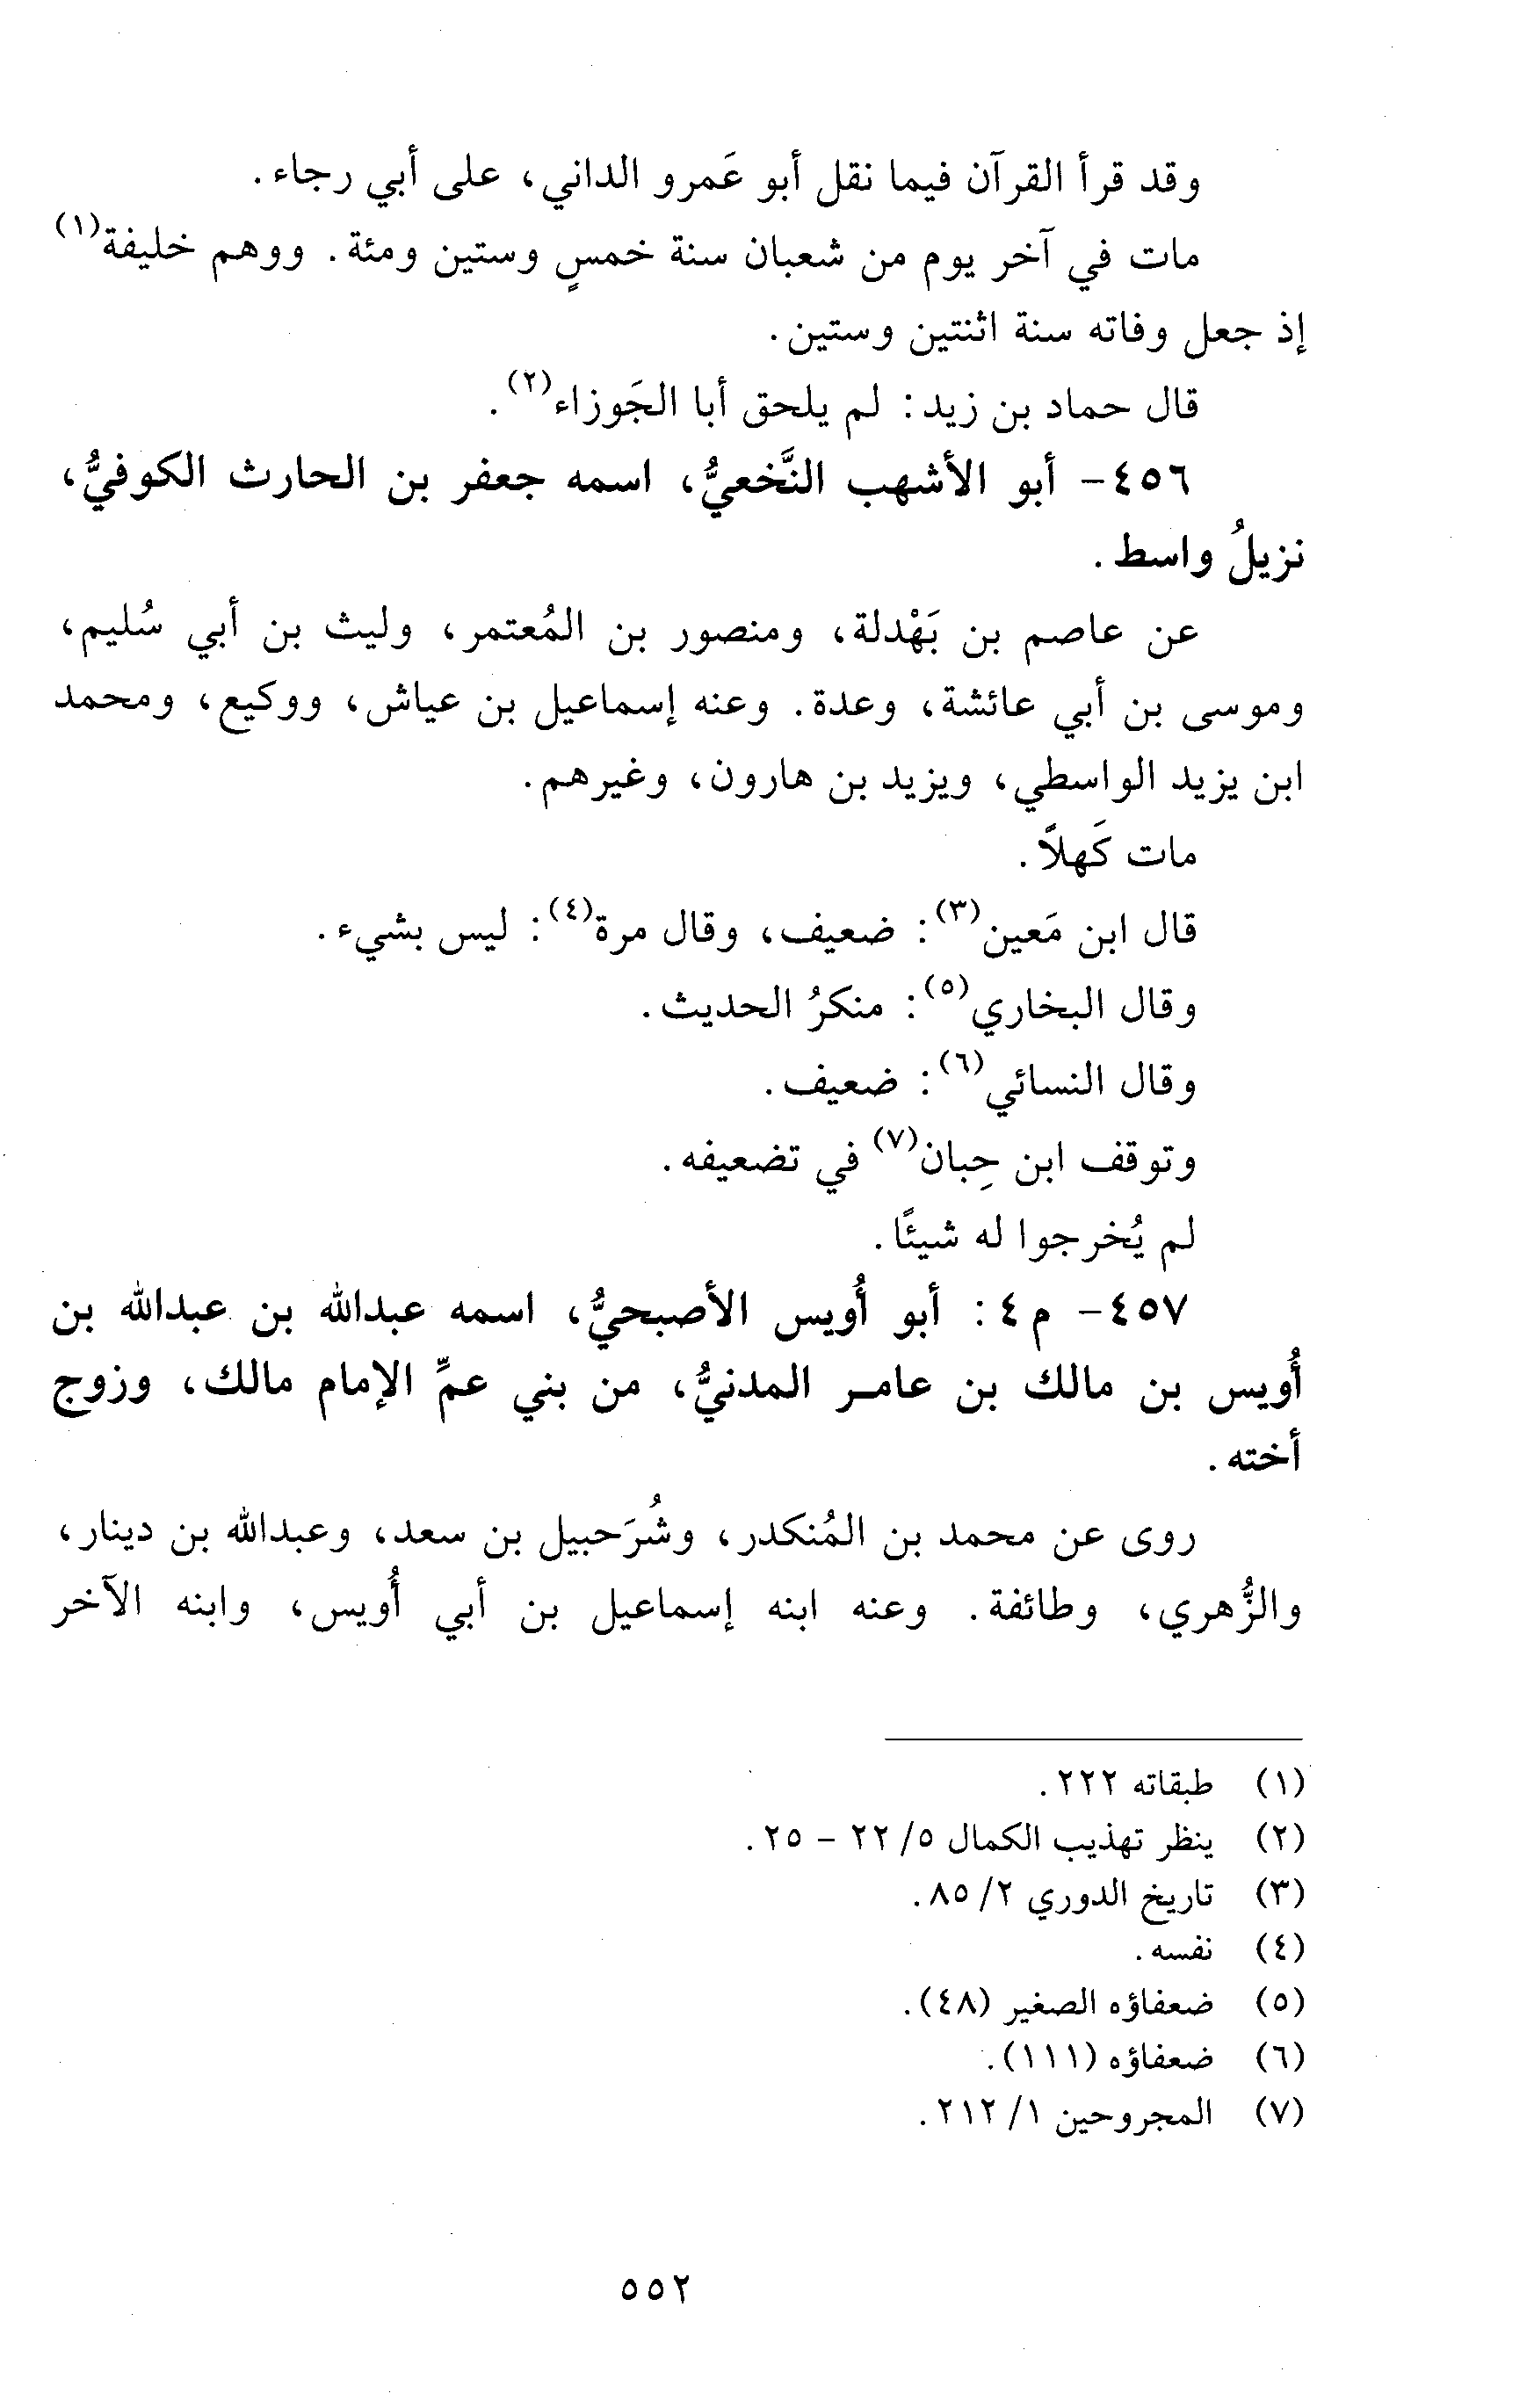 وقد قرأ القرآن فيما نقل أبو عَمرو الداني، على أبي رجاء.
مات في آخر يوم من شعبان سنة خمسٍ وستين ومئة. ووهم خليفة(١)
إذ جعل وفاته سنة اثنتين وستين.
قال حماد بن زيد: لم يلحق أبا الجَوزاء(٢).
٤٥٦- أبو الأشهب النَّخعيُّ، اسمه جعفر بن الحارث الكوفيُّ،
نزيلُ واسط.
عن عاصم بن بَهْدلة، ومنصور بن المُعتمر، وليث بن أبي سُليم،
وموسى بن أبي عائشة، وعدة. وعنه إسماعيل بن عياش، ووكيع، ومحمد
ابن يزيد الواسطي، ويزيد بن هارون، وغيرهم.
مات كَهلاً.
قال ابن مَعين(٣): ضعيف، وقال مرة(٤): ليس بشيء.
وقال البخاري(٥): منكرُ الحديث.
وقال النسائي(٦): ضعيف.
وتوقف ابن حِبان(٧) في تضعيفه.
لم يُخرجوا له شيئًا.
٤٥٧- م ٤: أبو أُويس الأصبحيُّ، اسمه عبدالله بن عبدالله بن
أُويس بن مالك بن عامر المدنيُّ، من بني عمِّ الإمام مالك، وزوج
أخته.
روى عن محمد بن المُنكدر، وشُرَحبيل بن سعد، وعبدالله بن دينار،
والزُّهري، وطائفة. وعنه ابنه إسماعيل بن أبي أُويس، وابنه الآخر
(١) طبقاته ٢٢٢.
(٢) ينظر تهذيب الكمال ٥/ ٢٢ - ٢٥.
(٣) تاريخ الدوري ٢/ ٨٥.
(٤) نفسه.
(٥) ضعفاؤه الصغير (٤٨).
(٦) ضعفاؤه (١١١).
(٧) المجروحين ١/ ٢١٢.
٥٥٢